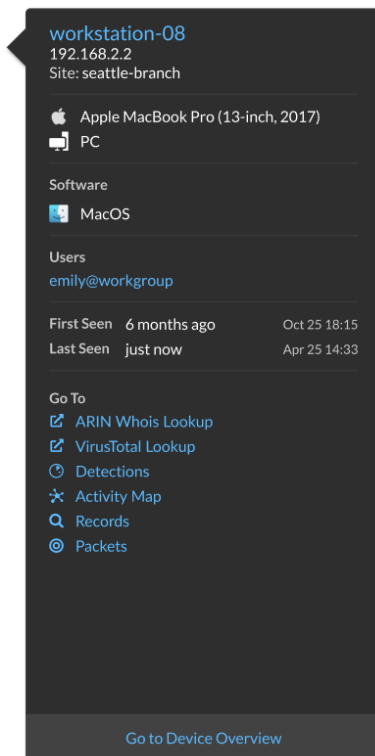 workstation-08
192.168.2.2
Site: seattle-branch
Apple MacBook Pro (13-inch, 2017)
PC
Software
MacOS
Users
emily@workgroup
First Seen 6 months ago Oct 25 18:15
Last Seen just now Apr 25 14:33
Go To
ARIN Whois Lookup
VirusTotal Lookup
Detections
Activity Map
Records
Packets
Go to Device Overview